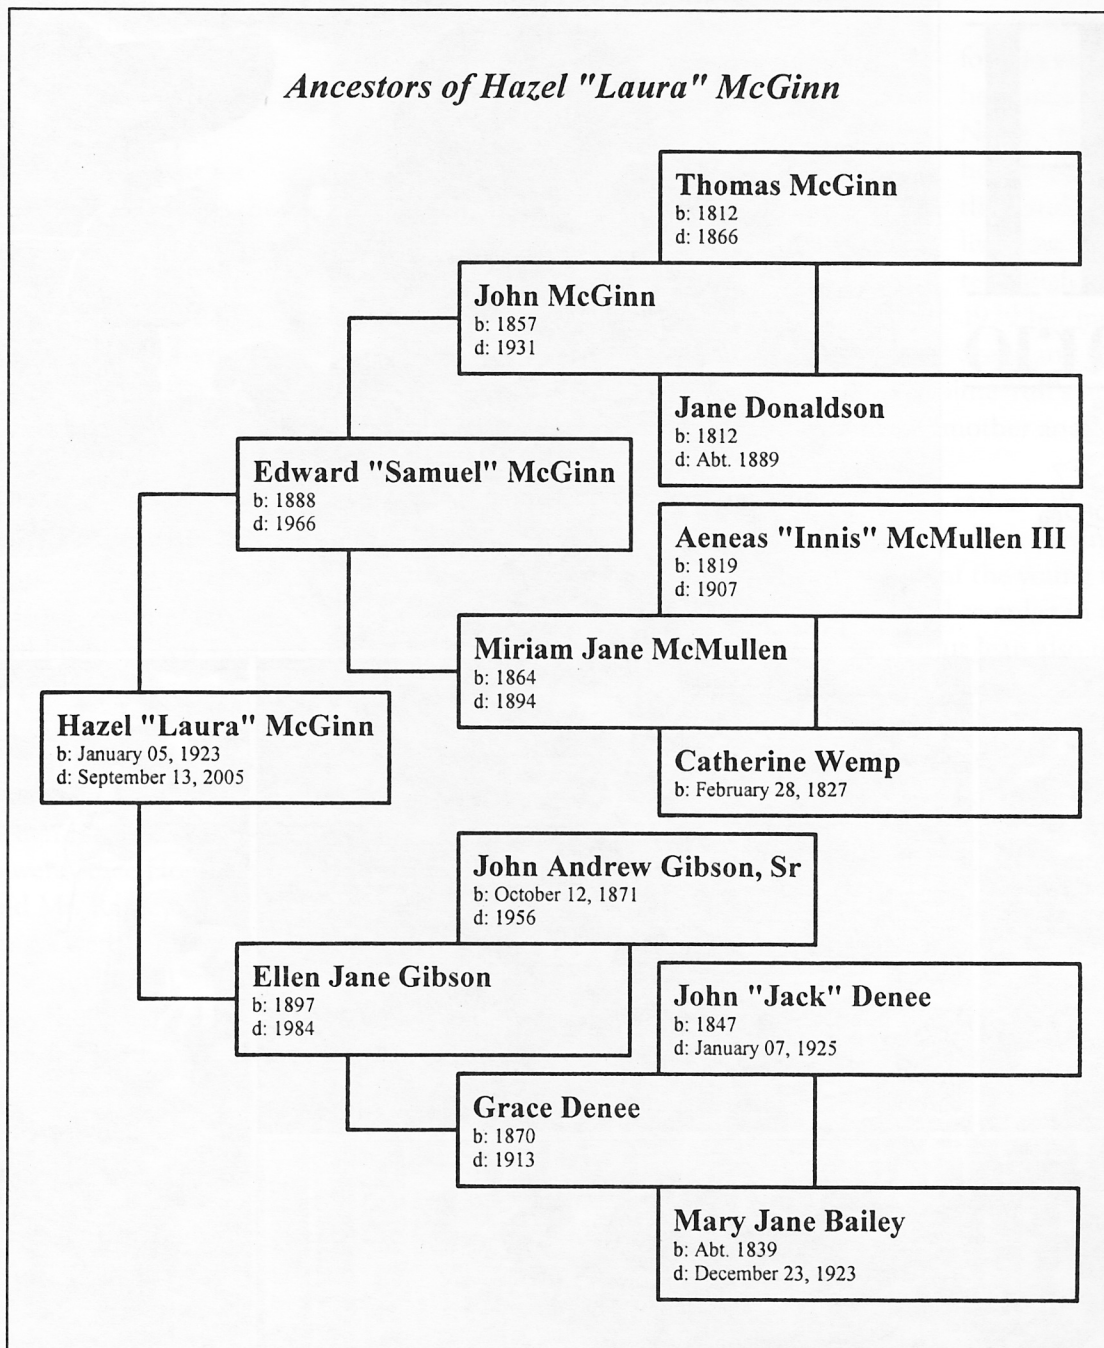 Ancestors of Hazel "Laura" McGinn
Thomas McGinn
b: 1812
d: 1866
John McGinn
b: 1857
d: 1931
Jane Donaldson
b: 1812
d: Abt. 1889
Edward "Samuel" McGinn
b: 1888
d: 1966
Aeneas "Innis" McMullen III
b: 1819
d: 1907
Miriam Jane McMullen
b: 1864
d: 1894
Hazel "Laura" McGinn
b: January 05, 1923
d: September 13, 2005
Catherine Wemp
b: February 28, 1827
John Andrew Gibson, Sr
b: October 12, 1871
d: 1956
Ellen Jane Gibson
b: 1897
d: 1984
John "Jack" Denee
b: 1847
d: January 07, 1925
Grace Denee
b: 1870
d: 1913
Mary Jane Bailey
b: Abt. 1839
d: December 23, 1923